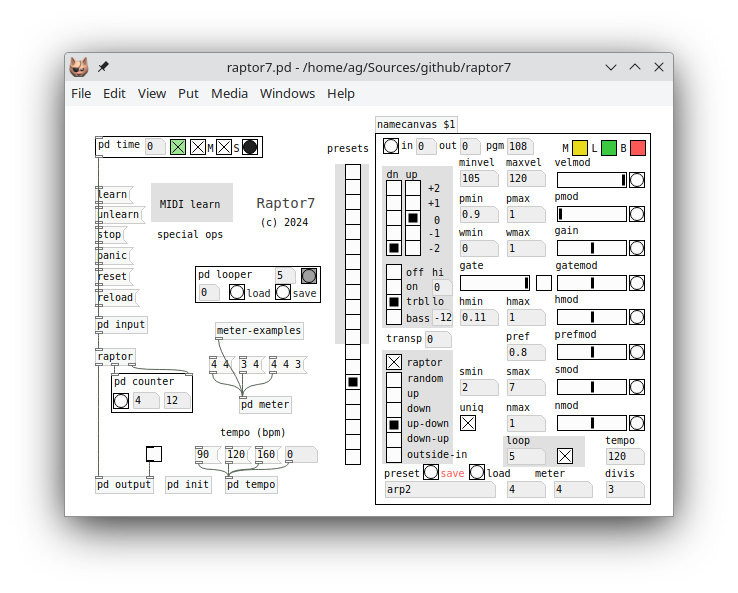 raptor7.pd - /home/ag/Sources/github/raptor7
File Edit View Put Media Windows Help
namecanvas $1
pd time 0 M S
presets
in 0 out 0 pgm 108 M L B
minvel maxvel velmod
105 120
dn up
+2
+1
0
-1
-2
learn
unlearn
stop
panic
reset
reload
MIDI learn
special ops
Raptor7
(c) 2024
pmin pmax pmod
0.9 1
wmin wmax gain
0 1
gate gatemod
pd looper 5
0 load save
off hi
on 0
trbl lo
bass -12
hmin hmax hmod
0.11 1
pd input
meter-examples
transp 0
pref prefmod
0.8
raptor
4 4 3 4 4 4 3
pd counter
4 12
pd meter
raptor
random
up
down
up-down
down-up
outside-in
smin smax smod
2 7
uniq nmax nmod
1
tempo (bpm)
90 120 160 0
loop tempo
5 120
pd output pd init pd tempo
preset save load meter divis
arp2 4 4 3